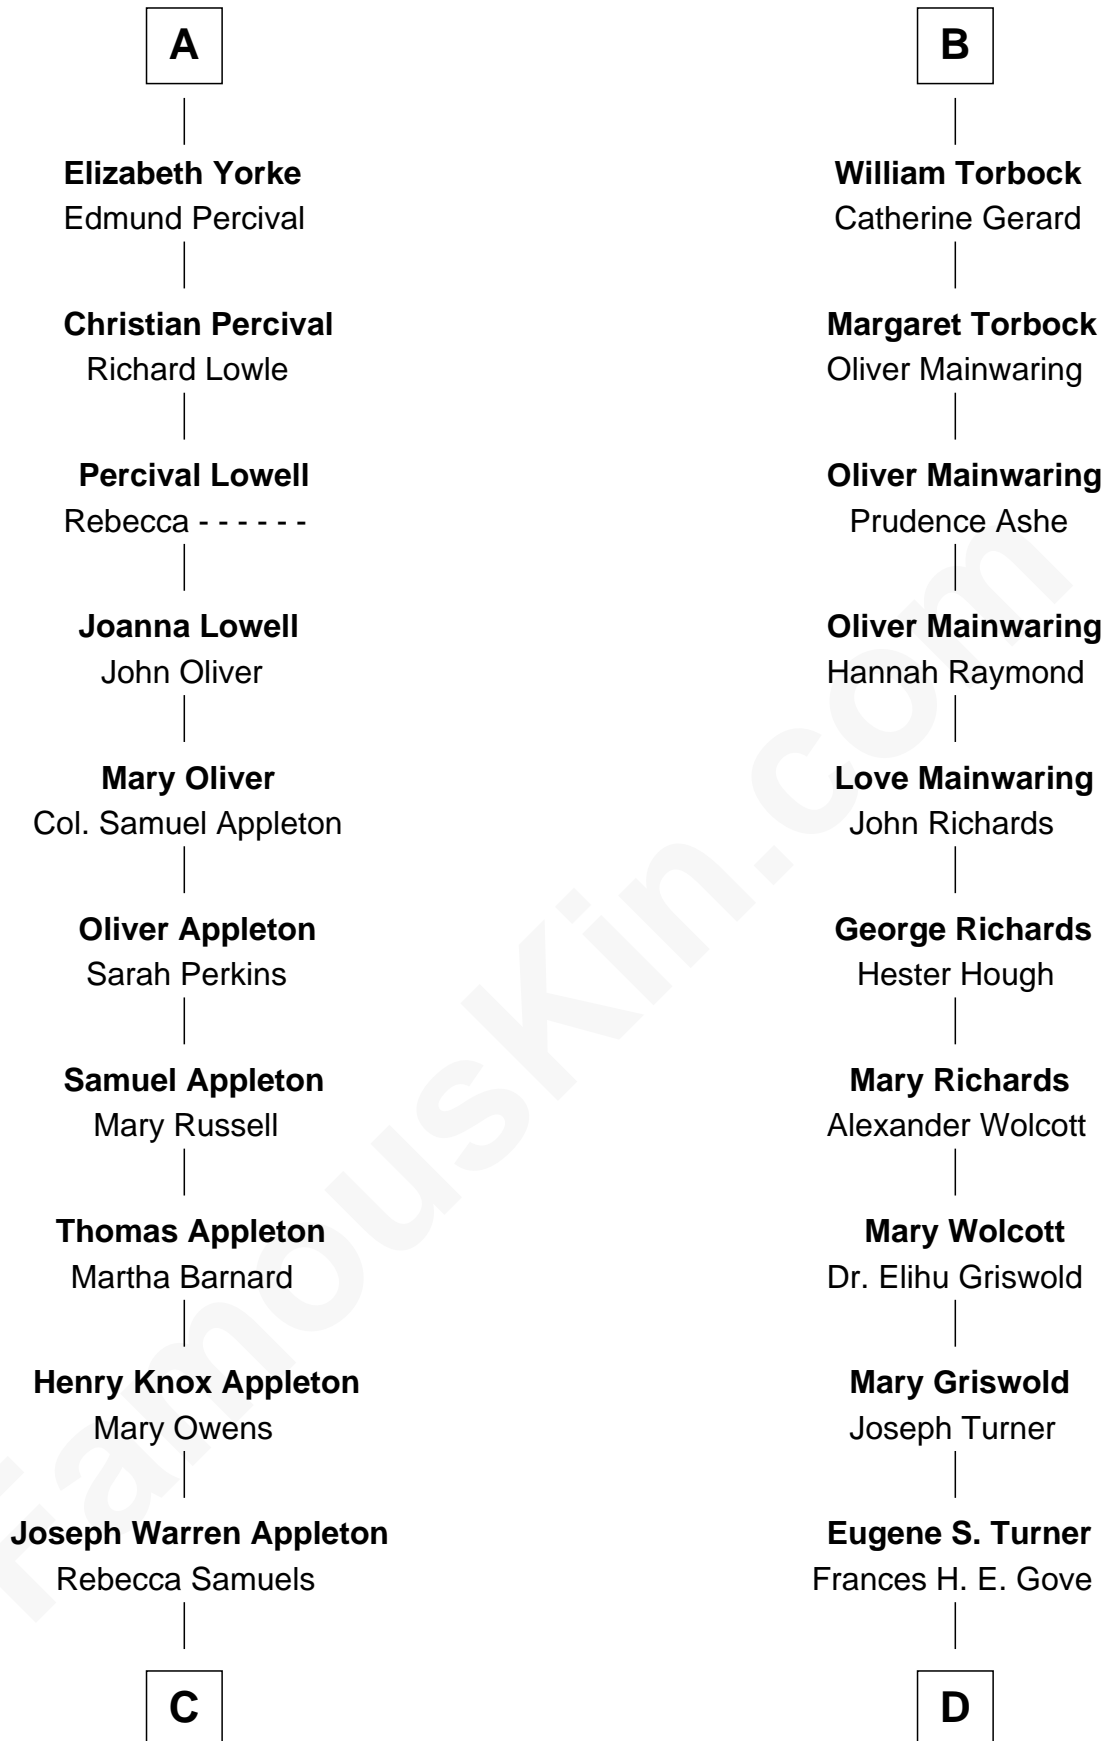 A
Elizabeth Yorke
Edmund Percival
Christian Percival
Richard Lowle
Percival Lowell
Rebecca - - - - - -
Joanna Lowell
John Oliver
Mary Oliver
Col. Samuel Appleton
Oliver Appleton
Sarah Perkins
Samuel Appleton
Mary Russell
Thomas Appleton
Martha Barnard
Henry Knox Appleton
Mary Owens
Joseph Warren Appleton
Rebecca Samuels
C
B
William Torbock
Catherine Gerard
Margaret Torbock
Oliver Mainwaring
Oliver Mainwaring
Prudence Ashe
Oliver Mainwaring
Hannah Raymond
Love Mainwaring
John Richards
George Richards
Hester Hough
Mary Richards
Alexander Wolcott
Mary Wolcott
Dr. Elihu Griswold
Mary Griswold
Joseph Turner
Eugene S. Turner
Frances H. E. Gove
D
FamousKin.com